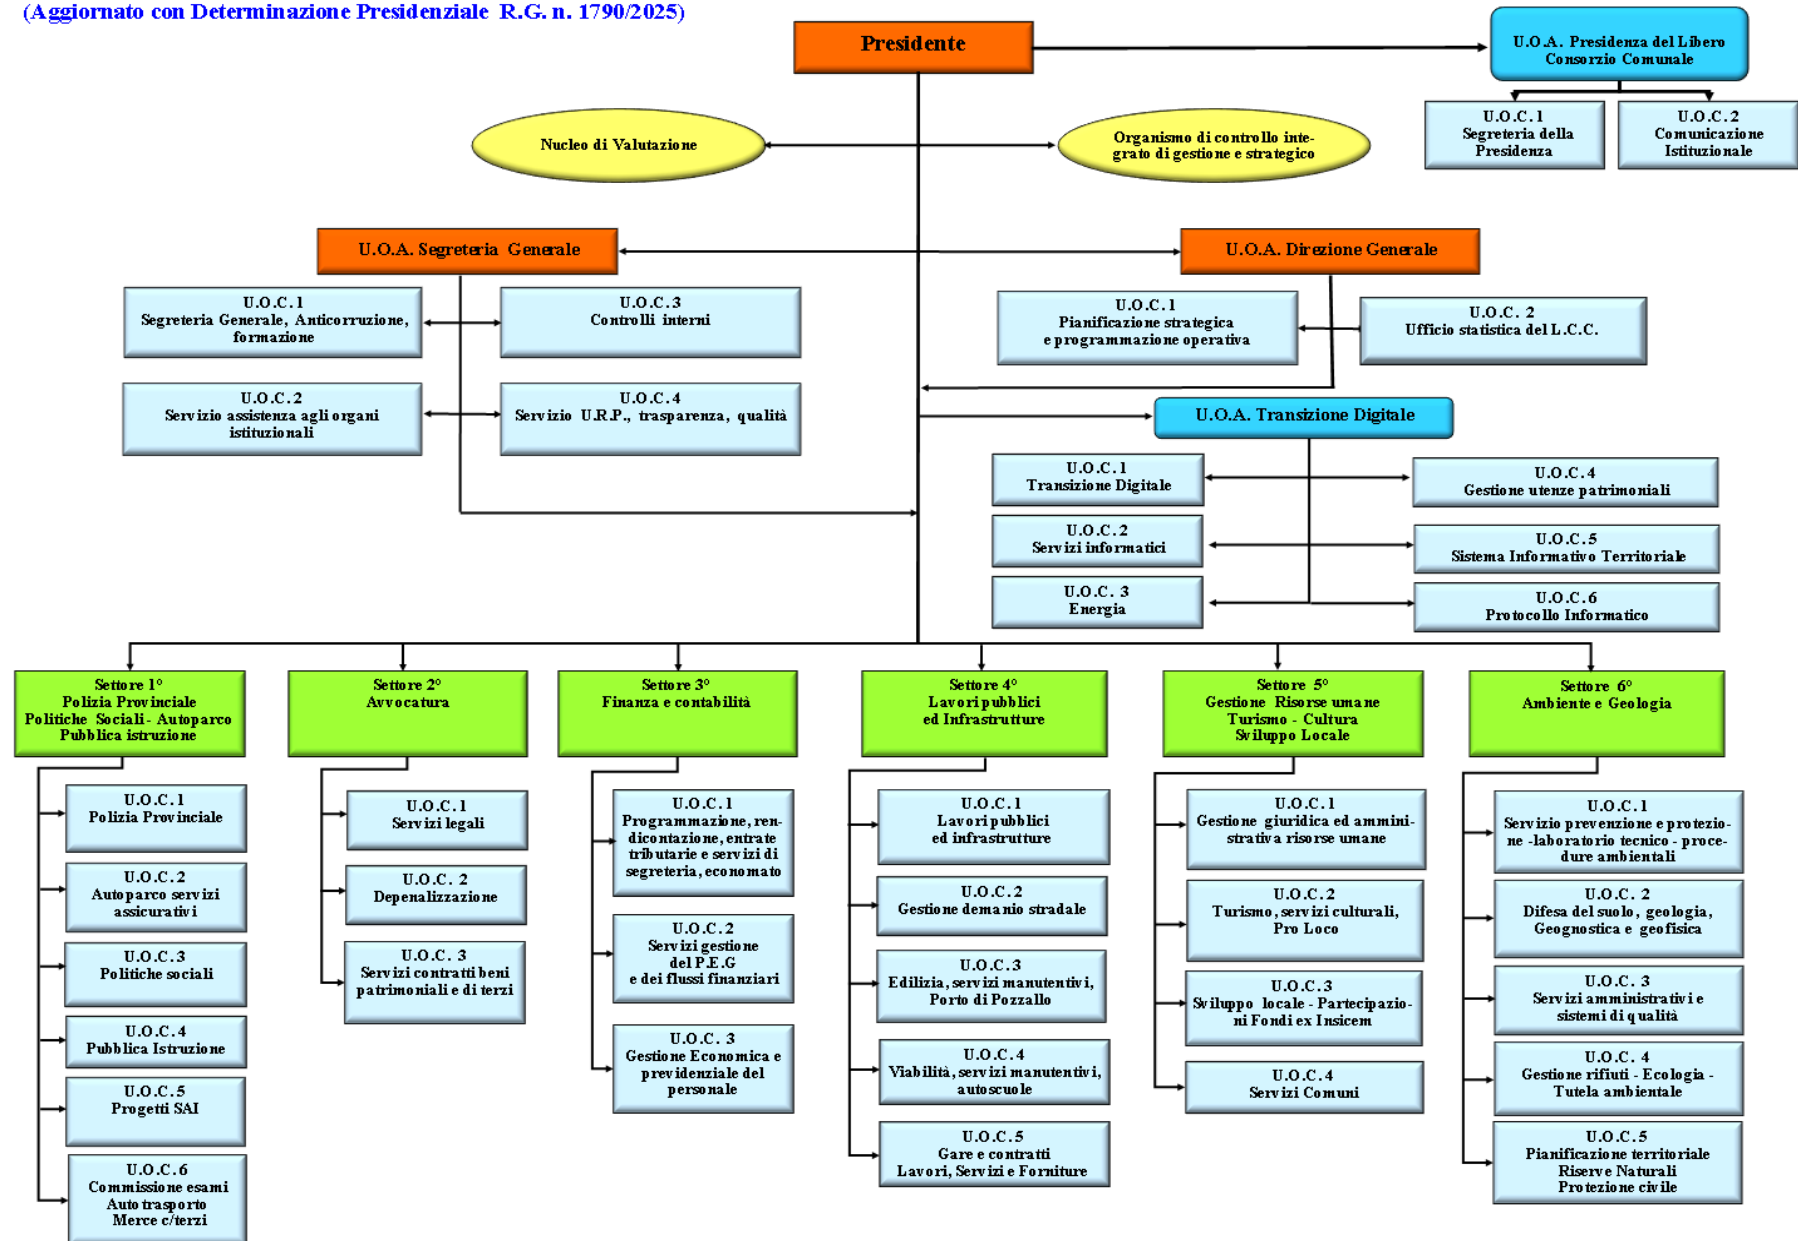 (Aggiornato con Determinazione Presidenziale R.G. n. 1790/2025)
Presidente
U.O.A. Presidenza del Libero
Consorzio Comunale
U.O.C. 1
Segreteria della
Presidenza
U.O.C. 2
Comunicazione
Istituzionale
Nucleo di Valutazione
Organismo di controllo inte-
grato di gestione e strategico
U.O.A. Segreteria Generale
U.O.A. Direzione Generale
U.O.C. 1
Segreteria Generale, Anticorruzione,
formazione
U.O.C. 3
Controlli interni
U.O.C. 2
Servizio assistenza agli organi
istituzionali
U.O.C. 4
Servizio U.R.P., trasparenza, qualità
U.O.C. 1
Pianificazione strategica
e programmazione operativa
U.O.C. 2
Ufficio statistica del L.C.C.
U.O.A. Transizione Digitale
U.O.C. 1
Transizione Digitale
U.O.C. 4
Gestione utenze patrimoniali
U.O.C. 2
Servizi informatici
U.O.C. 5
Sistema Informativo Territoriale
U.O.C. 3
Energia
U.O.C. 6
Protocollo Informatico
Settore 1°
Polizia Provinciale
Politiche Sociali - Autoparco
Pubblica istruzione
U.O.C. 1
Polizia Provinciale
U.O.C. 2
Autoparco servizi
assicurativi
U.O.C. 3
Politiche sociali
U.O.C. 4
Pubblica Istruzione
U.O.C. 5
Progetti SAI
U.O.C. 6
Commissione esami
Auto trasporto
Merce c/terzi
Settore 2°
Avvocatura
U.O.C. 1
Servizi legali
U.O.C. 2
Depenalizzazione
U.O.C. 3
Servizi contratti beni
patrimoniali e di terzi
Settore 3°
Finanza e contabilità
U.O.C. 1
Programmazione, ren-
dicontazione, entrate
tributarie e servizi di
segreteria, economato
U.O.C. 2
Servizi gestione
del P.E.G
e dei flussi finanziari
U.O.C. 3
Gestione Economica e
previdenziale del
personale
Settore 4°
Lavori pubblici
ed Infrastrutture
U.O.C. 1
Lavori pubblici
ed infrastrutture
U.O.C. 2
Gestione demanio stradale
U.O.C. 3
Edilizia, servizi manutentivi,
Porto di Pozzallo
U.O.C. 4
Viabilità, servizi manutentivi,
autoscuole
U.O.C. 5
Gare e contratti
Lavori, Servizi e Forniture
Settore 5°
Gestione Risorse umane
Turismo - Cultura
Sviluppo Locale
U.O.C. 1
Gestione giuridica ed ammini-
strativa risorse umane
U.O.C. 2
Turismo, servizi culturali,
Pro Loco
U.O.C. 3
Sviluppo locale - Partecipazio-
ni Fondi ex Insicem
U.O.C. 4
Servizi Comuni
Settore 6°
Ambiente e Geologia
U.O.C. 1
Servizio prevenzione e protezio-
ne -laboratorio tecnico - proce-
dure ambientali
U.O.C. 2
Difesa del suolo, geologia,
Geognostica e geofisica
U.O.C. 3
Servizi amministrativi e
sistemi di qualità
U.O.C. 4
Gestione rifiuti - Ecologia -
Tutela ambientale
U.O.C. 5
Pianificazione territoriale
Riserve Naturali
Protezione civile